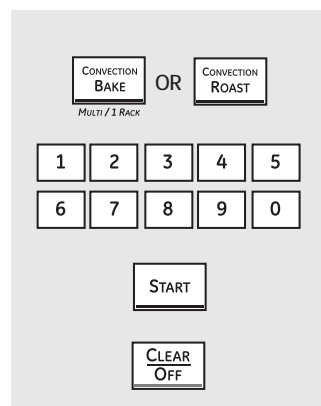 CONVECTION
BAKE
OR
CONVECTION
ROAST
MULTI / 1 RACK
1 2 3 4 5
6 7 8 9 0
START
CLEAR
OFF